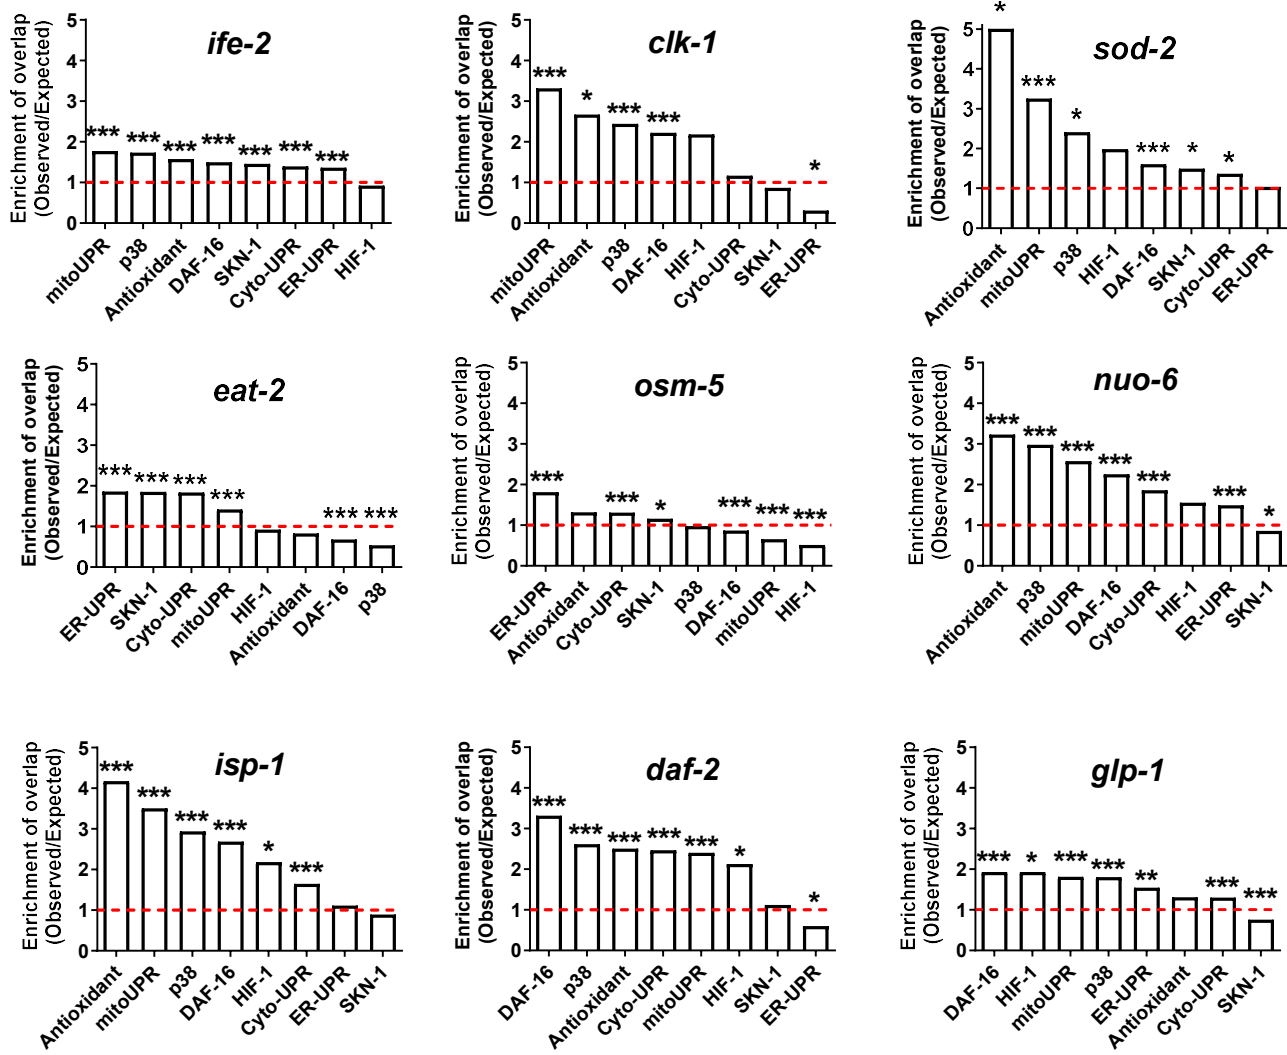 ife-2
Enrichment of overlap
(Observed/Expected)
5
4
3
2
1
0
*** *** *** *** *** *** ***
mitoUPR p38 Antioxidant DAF-16 SKN-1 Cyto-UPR ER-UPR HIF-1
clk-1
Enrichment of overlap
(Observed/Expected)
5
4
3
2
1
0
*** * *** *** *
mitoUPR Antioxidant p38 DAF-16 HIF-1 Cyto-UPR SKN-1 ER-UPR
sod-2
Enrichment of overlap
(Observed/Expected)
5
4
3
2
1
0
* *** * *** * *
Antioxidant mitoUPR p38 HIF-1 DAF-16 SKN-1 Cyto-UPR ER-UPR
eat-2
Enrichment of overlap
(Observed/Expected)
5
4
3
2
1
0
*** *** *** *** *** ***
ER-UPR SKN-1 Cyto-UPR mitoUPR HIF-1 Antioxidant DAF-16 p38
osm-5
Enrichment of overlap
(Observed/Expected)
5
4
3
2
1
0
*** *** * *** *** ***
ER-UPR Antioxidant Cyto-UPR SKN-1 p38 DAF-16 mitoUPR HIF-1
nuo-6
Enrichment of overlap
(Observed/Expected)
5
4
3
2
1
0
*** *** *** *** *** *** *
Antioxidant p38 mitoUPR DAF-16 Cyto-UPR HIF-1 ER-UPR SKN-1
isp-1
Enrichment of overlap
(Observed/Expected)
5
4
3
2
1
0
*** *** *** *** * ***
Antioxidant mitoUPR p38 DAF-16 HIF-1 Cyto-UPR ER-UPR SKN-1
daf-2
Enrichment of overlap
(Observed/Expected)
5
4
3
2
1
0
*** *** *** *** *** * *
DAF-16 p38 Antioxidant Cyto-UPR mitoUPR HIF-1 SKN-1 ER-UPR
glp-1
Enrichment of overlap
(Observed/Expected)
5
4
3
2
1
0
*** * *** *** ** *** ***
DAF-16 HIF-1 mitoUPR p38 ER-UPR Antioxidant Cyto-UPR SKN-1